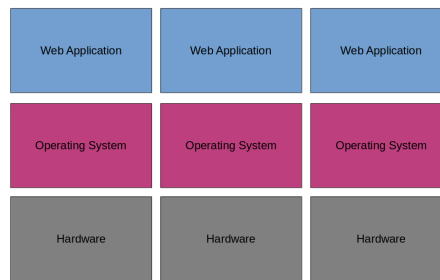 Web Application
Web Application
Web Application
Operating System
Operating System
Operating System
Hardware
Hardware
Hardware